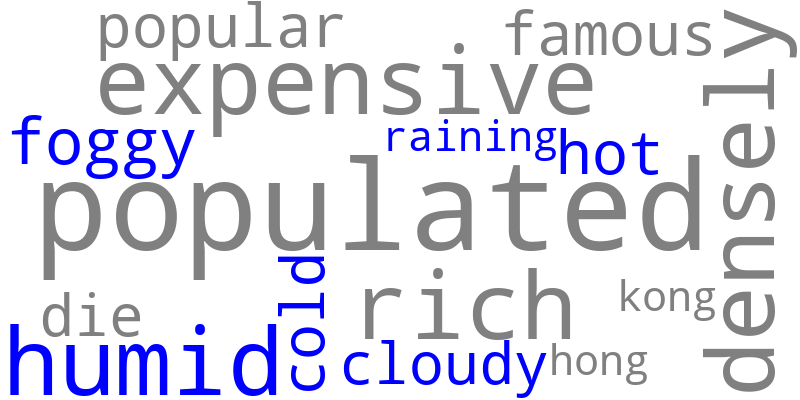 popular
famous
expensive
densely
foggy
raining
hot
populated
cold
rich
kong
die
humid
cloudy
hong